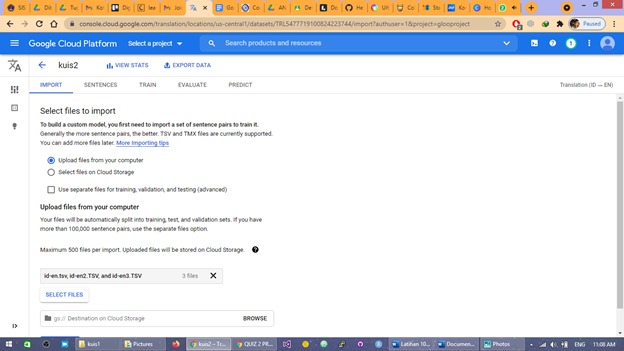 console.cloud.google.com/translation/locations/us-central1/datasets/TRL5477719100824223744/import?authuser=1&project=glooproject
Paused
Google Cloud Platform
Select a project
Search products and resources
1
kuis2
VIEW STATS
EXPORT DATA
IMPORT
SENTENCES
TRAIN
EVALUATE
PREDICT
Translation (ID — EN)
Select files to import
To build a custom model, you first need to import a set of sentence pairs to train it.
Generally the more sentence pairs, the better. TSV and TMX files are currently supported.
You can add more files later. More Importing tips
Upload files from your computer
Select files on Cloud Storage
Use separate files for training, validation, and testing (advanced)
Upload files from your computer
Your files will be automatically split into training, test, and validation sets. If you have
more than 100,000 sentence pairs, use the separate files option.
Maximum 500 files per import. Uploaded files will be stored on Cloud Storage.
id-en.tsv, id-en2.TSV, and id-en3.TSV
3 files
SELECT FILES
gs:// Destination on Cloud Storage
BROWSE
kuis1
Pictures
kuis2 – Tr...
QUIZ 2 PR...
Latihan 10...
Documen...
Photos
11:08 AM